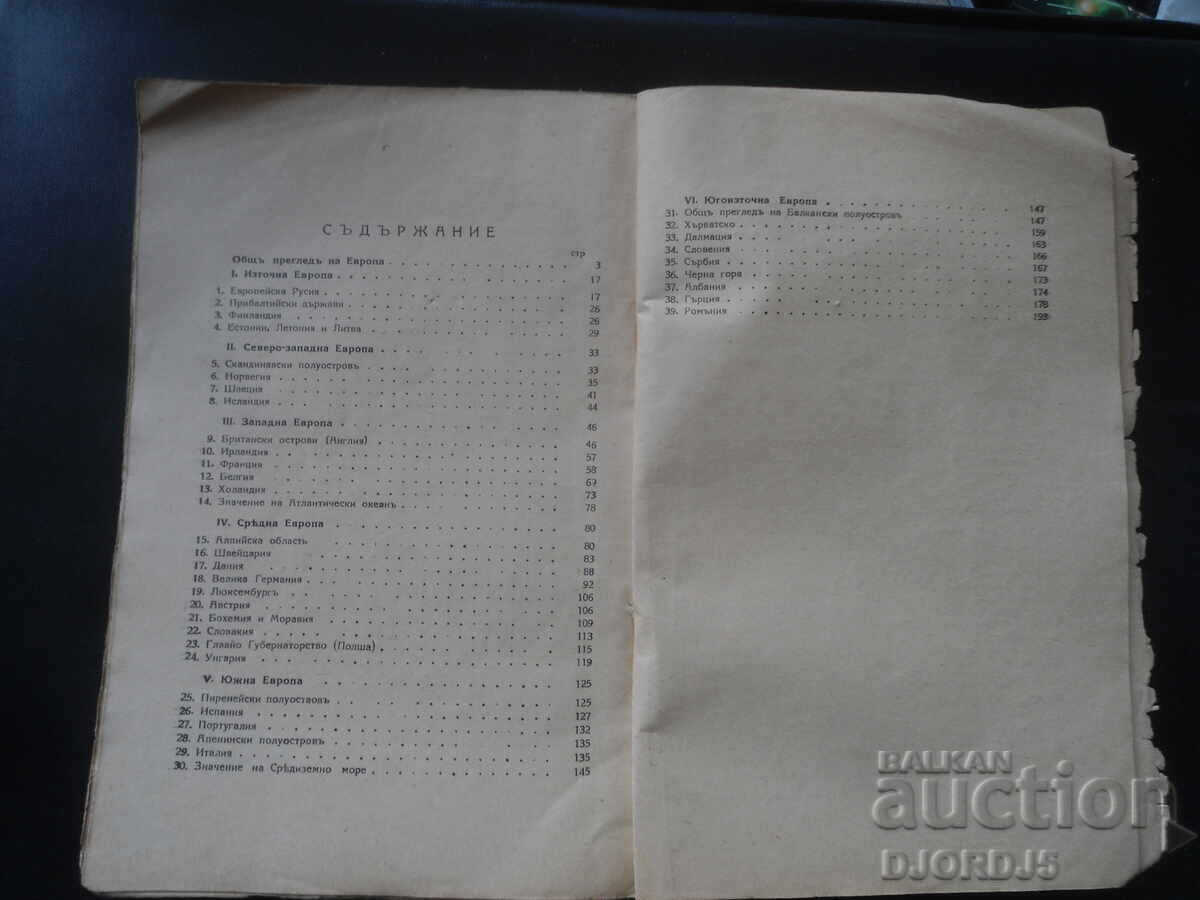 СЪДЪРЖАНИЕ
стр
Общъ прегледъ на Европа . . . 3
I. Източна Европа . . . 17
1. Европейска Русия . . . 17
2. Прибалтийски държави . . . 26
3. Финландия . . . 26
4. Естония, Летония и Литва . . . 29
II. Северо-западна Европа . . . 33
5. Скандинавски полуостровъ . . . 33
6. Норвегия . . . 35
7. Швеция . . . 41
8. Исландия . . . 44
III. Западна Европа . . . 46
9. Британски острови (Англия) . . . 46
10. Ирландия . . . 57
11. Франция . . . 58
12. Белгия . . . 69
13. Холандия . . . 73
14. Значение на Атлантически океанъ . . . 78
IV. Срѣдна Европа . . . 80
15. Алпийска область . . . 80
16. Швейцария . . . 83
17. Дания . . . 88
18. Велика Германия . . . 92
19. Люксембургъ . . . 106
20. Австрия . . . 106
21. Бохемия и Моравия . . . 109
22. Словакия . . . 113
23. Главно Губернаторство (Полша) . . . 115
24. Унгария . . . 119
V. Южна Европа . . . 125
25. Пиренейски полуостовъ . . . 125
26. Испания . . . 127
27. Португалия . . . 132
28. Апенински полуостровъ . . . 135
29. Италия . . . 135
30. Значение на Срѣдиземно море . . . 145
VI. Югоизточна Европа . . . 147
31. Общъ прегледъ на Балкански полуостровъ . . . 147
32. Хърватско . . . 159
33. Далмация . . . 163
34. Словения . . . 166
35. Сърбия . . . 167
36. Черна гора . . . 173
37. Албания . . . 174
38. Гърция . . . 178
39. Ромъния . . . 193
BALKAN
auction
DJORDJ5